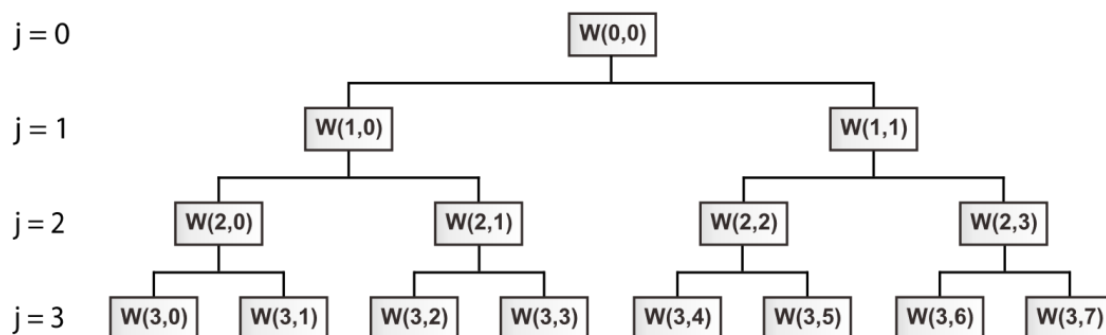 j = 0 W(0,0)
j = 1 W(1,0) W(1,1)
j = 2 W(2,0) W(2,1) W(2,2) W(2,3)
j = 3 W(3,0) W(3,1) W(3,2) W(3,3) W(3,4) W(3,5) W(3,6) W(3,7)